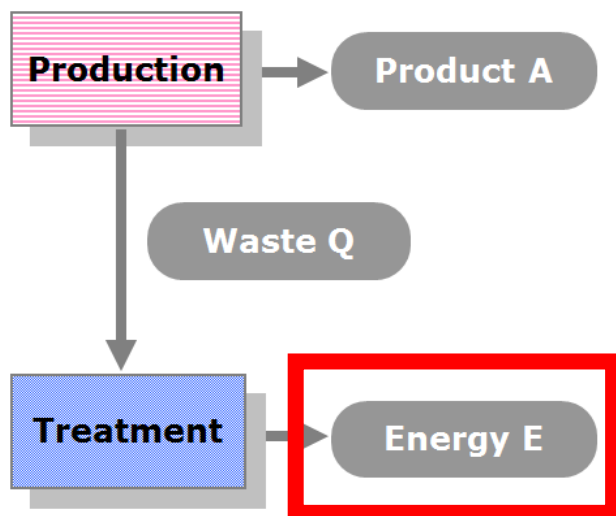 Production
Product A
Waste Q
Treatment
Energy E